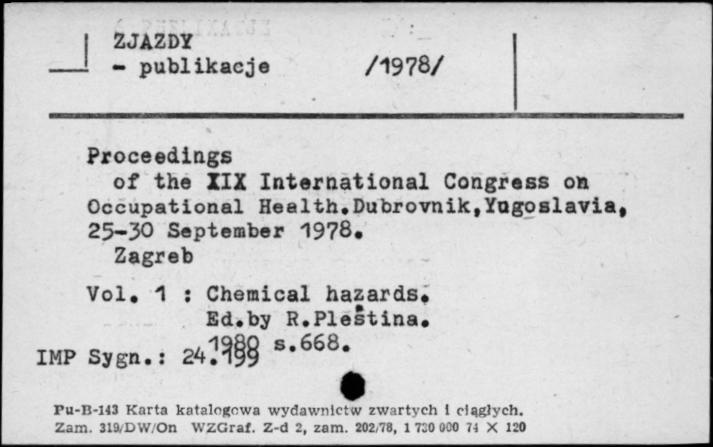 ZJAZDY
- publikacje /1978/
Proceedings
of the XIX International Congress on
Occupational Health.Dubrovnik,Yugoslavia,
25-30 September 1978.
Zagreb
Vol. 1 : Chemical hazards.
Ed.by R.Pleština.
1980 s.668.
IMP Sygn.: 24.199
Pu-B-143 Karta katalogowa wydawnictw zwartych i ciągłych.
Zam. 319/DW/On WZGraf. Z-d 2, zam. 202/78, 1 730 000 74 X 120